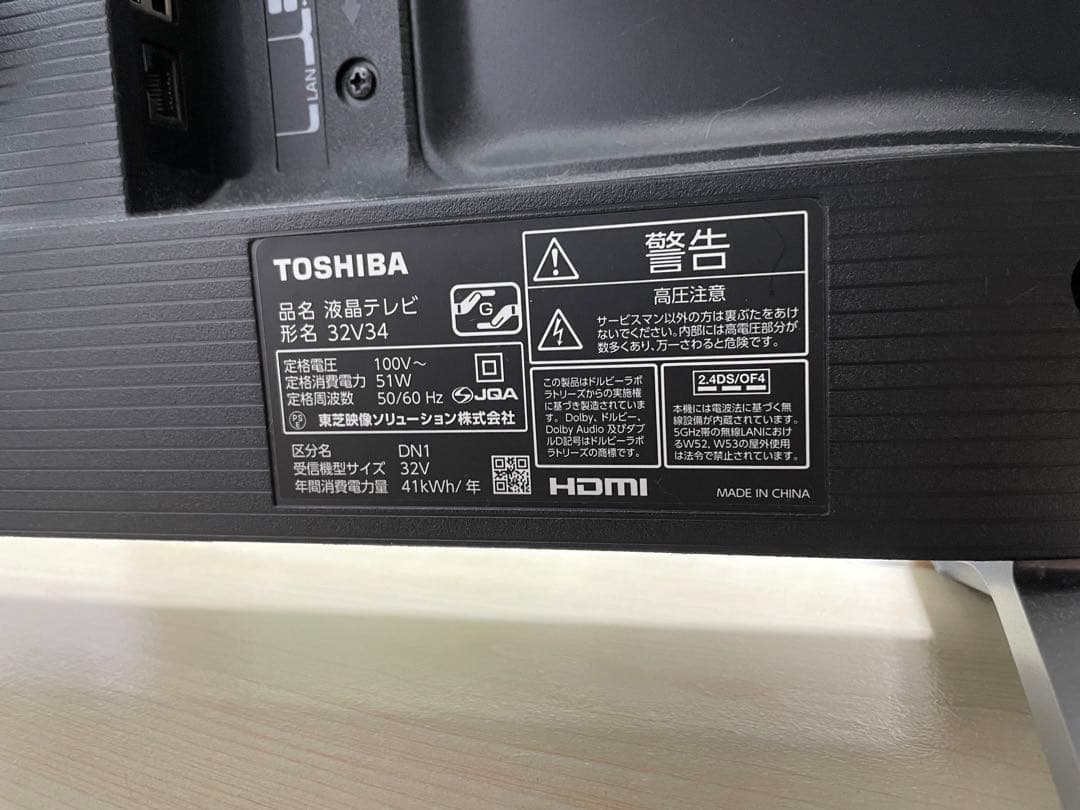 LAN
TOSHIBA
品名 液晶テレビ
形名 32V34
G
定格電圧 100V～
定格消費電力 51W
定格周波数 50/60 Hz
JQA
PS
E
東芝映像ソリューション株式会社
区分名 DN1
受信機型サイズ 32V
年間消費電力量 41kWh/年
警告
高圧注意
サービスマン以外の方は裏ぶたをあけ
ないでください。内部には高電圧部分が
数多くあり、万一さわると危険です。
この製品はドルビーラボ
ラトリーズからの実施権
に基づき製造されていま
す。Dolby、ドルビー、
Dolby Audio 及びダブ
ルD記号はドルビーラボ
ラトリーズの商標です。
2.4DS/OF4
本機には電波法に基づく無
線設備が内蔵されています。
5GHz帯の無線LANにおけ
るW52, W53の屋外使用
は法令で禁止されています。
HDMI
MADE IN CHINA